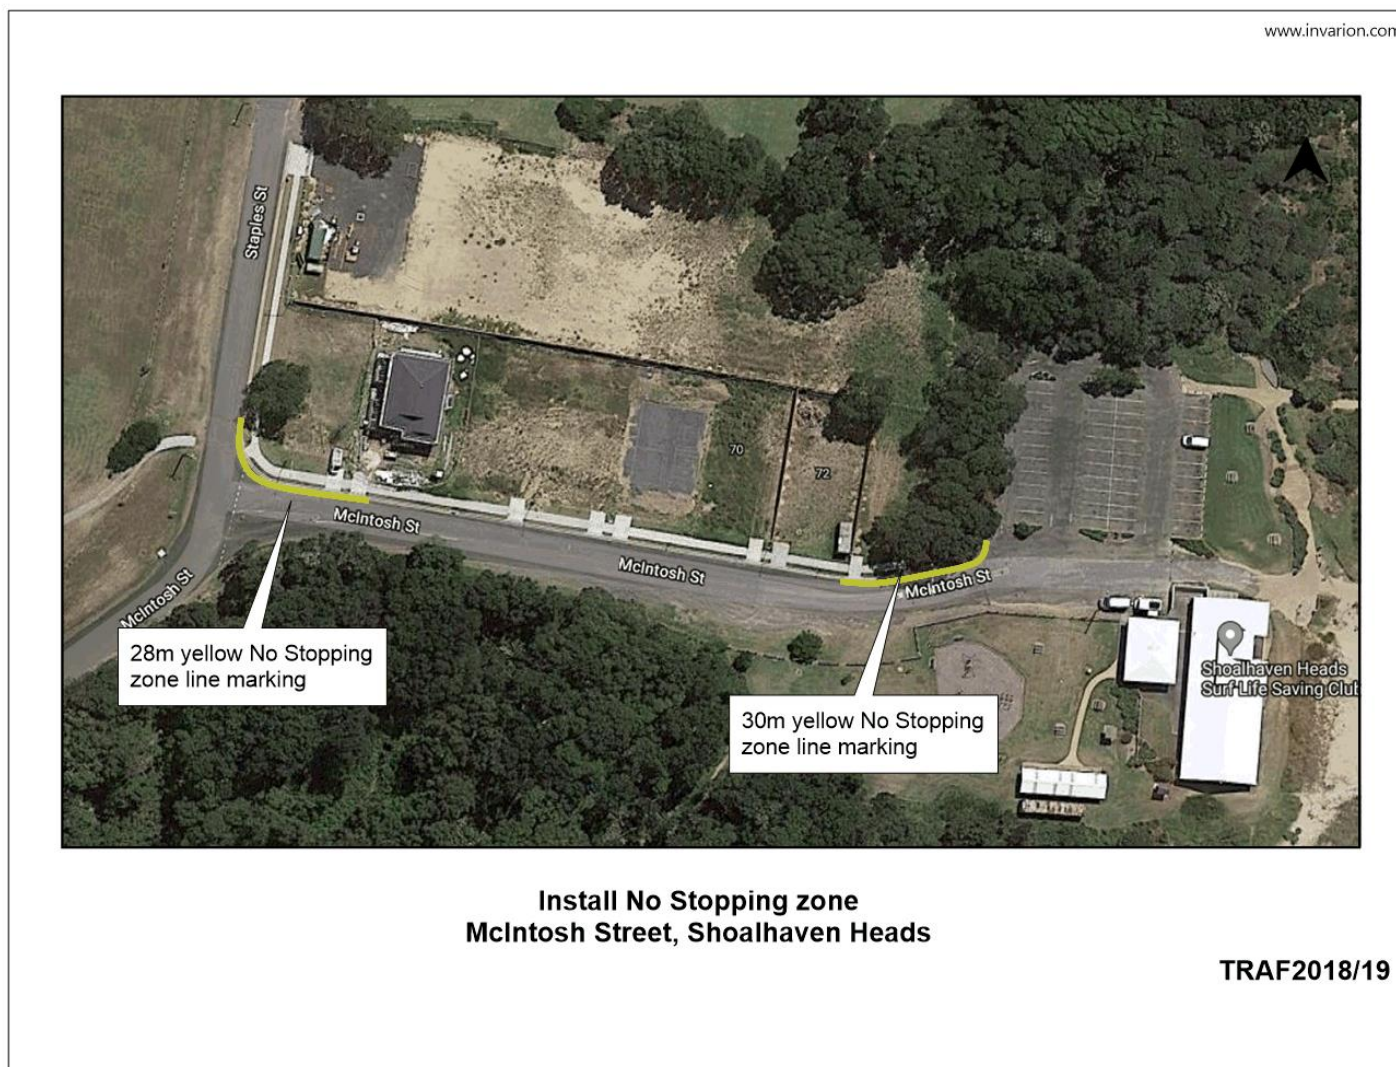 www.invarion.com
Staples St
70
72
McIntosh St
McIntosh St
McIntosh St
McIntosh St
28m yellow No Stopping
zone line marking
30m yellow No Stopping
zone line marking
Shoalhaven Heads
Surf Life Saving Club
Install No Stopping zone
McIntosh Street, Shoalhaven Heads
TRAF2018/19